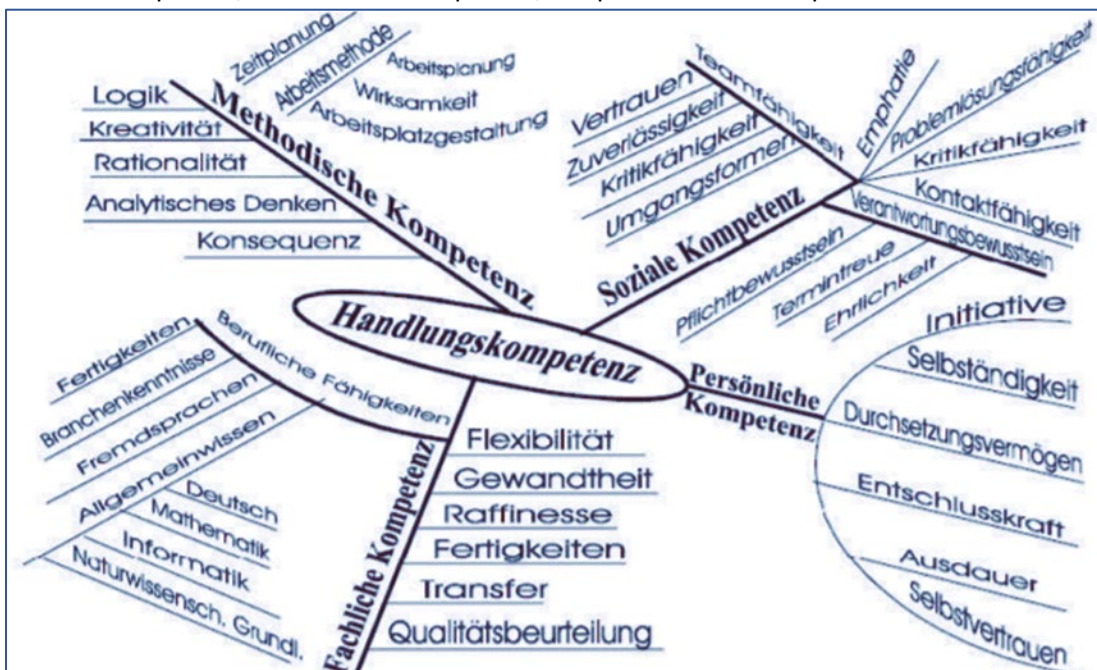 Handlungskompetenz
Methodische Kompetenz
Zeitplanung
Arbeitsmethode
Arbeitsplanung
Wirksamkeit
Arbeitsplatzgestaltung
Logik
Kreativität
Rationalität
Analytisches Denken
Konsequenz
Soziale Kompetenz
Teamfähigkeit
Vertrauen
Zuverlässigkeit
Kritikfähigkeit
Umgangsformen
Emphatie
Problemlösungsfähigkeit
Kritikfähigkeit
Kontaktfähigkeit
Verantwortungsbewusstsein
Pflichtbewusstsein
Termintreue
Ehrlichkeit
Persönliche
Kompetenz
Initiative
Selbständigkeit
Durchsetzungsvermögen
Entschlusskraft
Ausdauer
Selbstvertrauen
Fachliche Kompetenz
Berufliche Fähigkeiten
Fertigkeiten
Branchenkenntnisse
Fremdsprachen
Allgemeinwissen
Deutsch
Mathematik
Informatik
Naturwissensch. Grundl.
Flexibilität
Gewandtheit
Raffinesse
Fertigkeiten
Transfer
Qualitätsbeurteilung